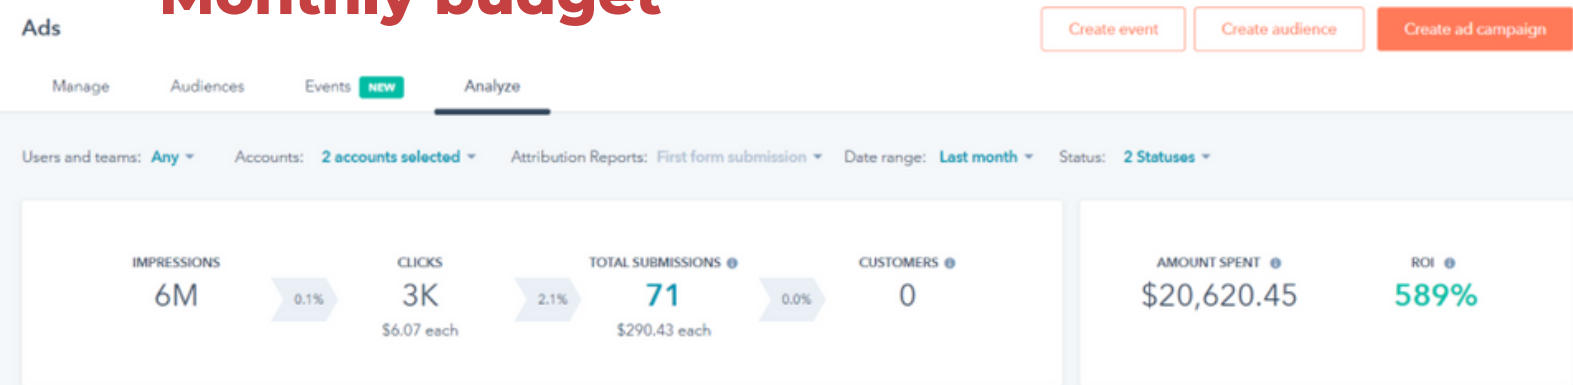 Monthly budget
Ads
Create event
Create audience
Create ad campaign
Manage
Audiences
Events NEW
Analyze
Users and teams: Any
Accounts: 2 accounts selected
Attribution Reports: First form submission
Date range: Last month
Status: 2 Statuses
IMPRESSIONS
6M
0.1%
CLICKS
3K
$6.07 each
2.1%
TOTAL SUBMISSIONS
71
$290.43 each
0.0%
CUSTOMERS
0
AMOUNT SPENT
$20,620.45
ROI
589%